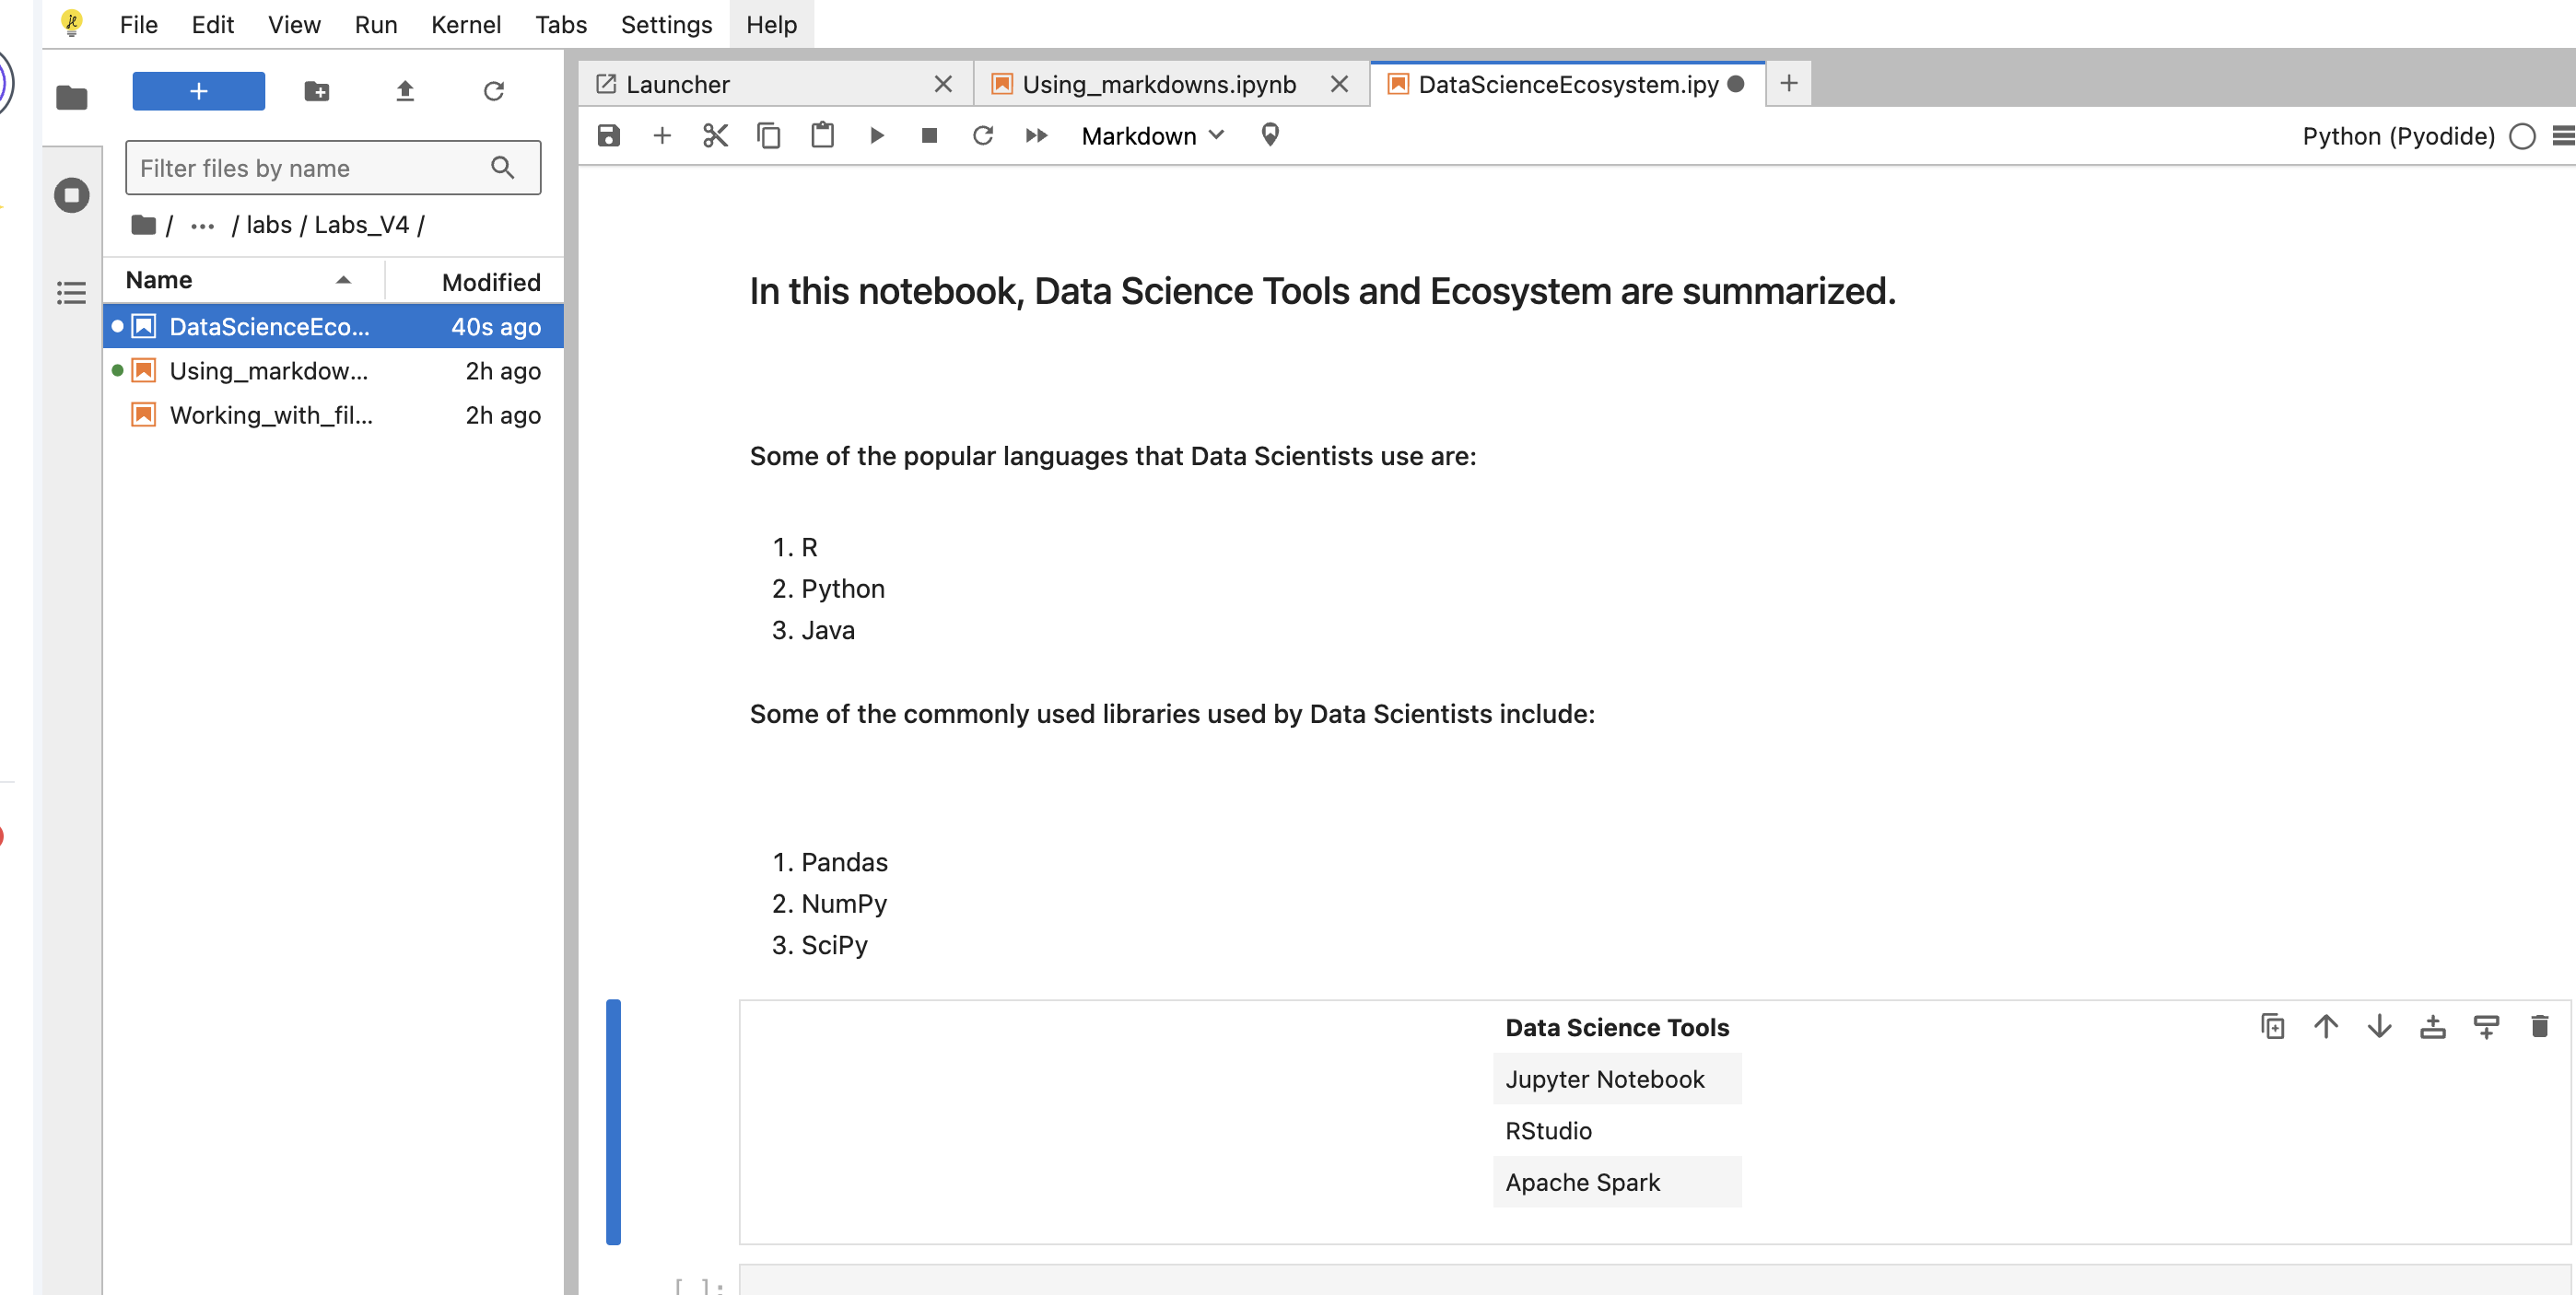 File Edit View Run Kernel Tabs Settings Help
Launcher Using_markdowns.ipynb DataScienceEcosystem.ipy
Markdown Python (Pyodide)
Filter files by name
/ ... / labs / Labs_V4 /
Name Modified
DataScienceEco... 40s ago
Using_markdow... 2h ago
Working_with_fil... 2h ago
In this notebook, Data Science Tools and Ecosystem are summarized.
Some of the popular languages that Data Scientists use are:
1. R
2. Python
3. Java
Some of the commonly used libraries used by Data Scientists include:
1. Pandas
2. NumPy
3. SciPy
Data Science Tools
Jupyter Notebook
RStudio
Apache Spark
[ ]: